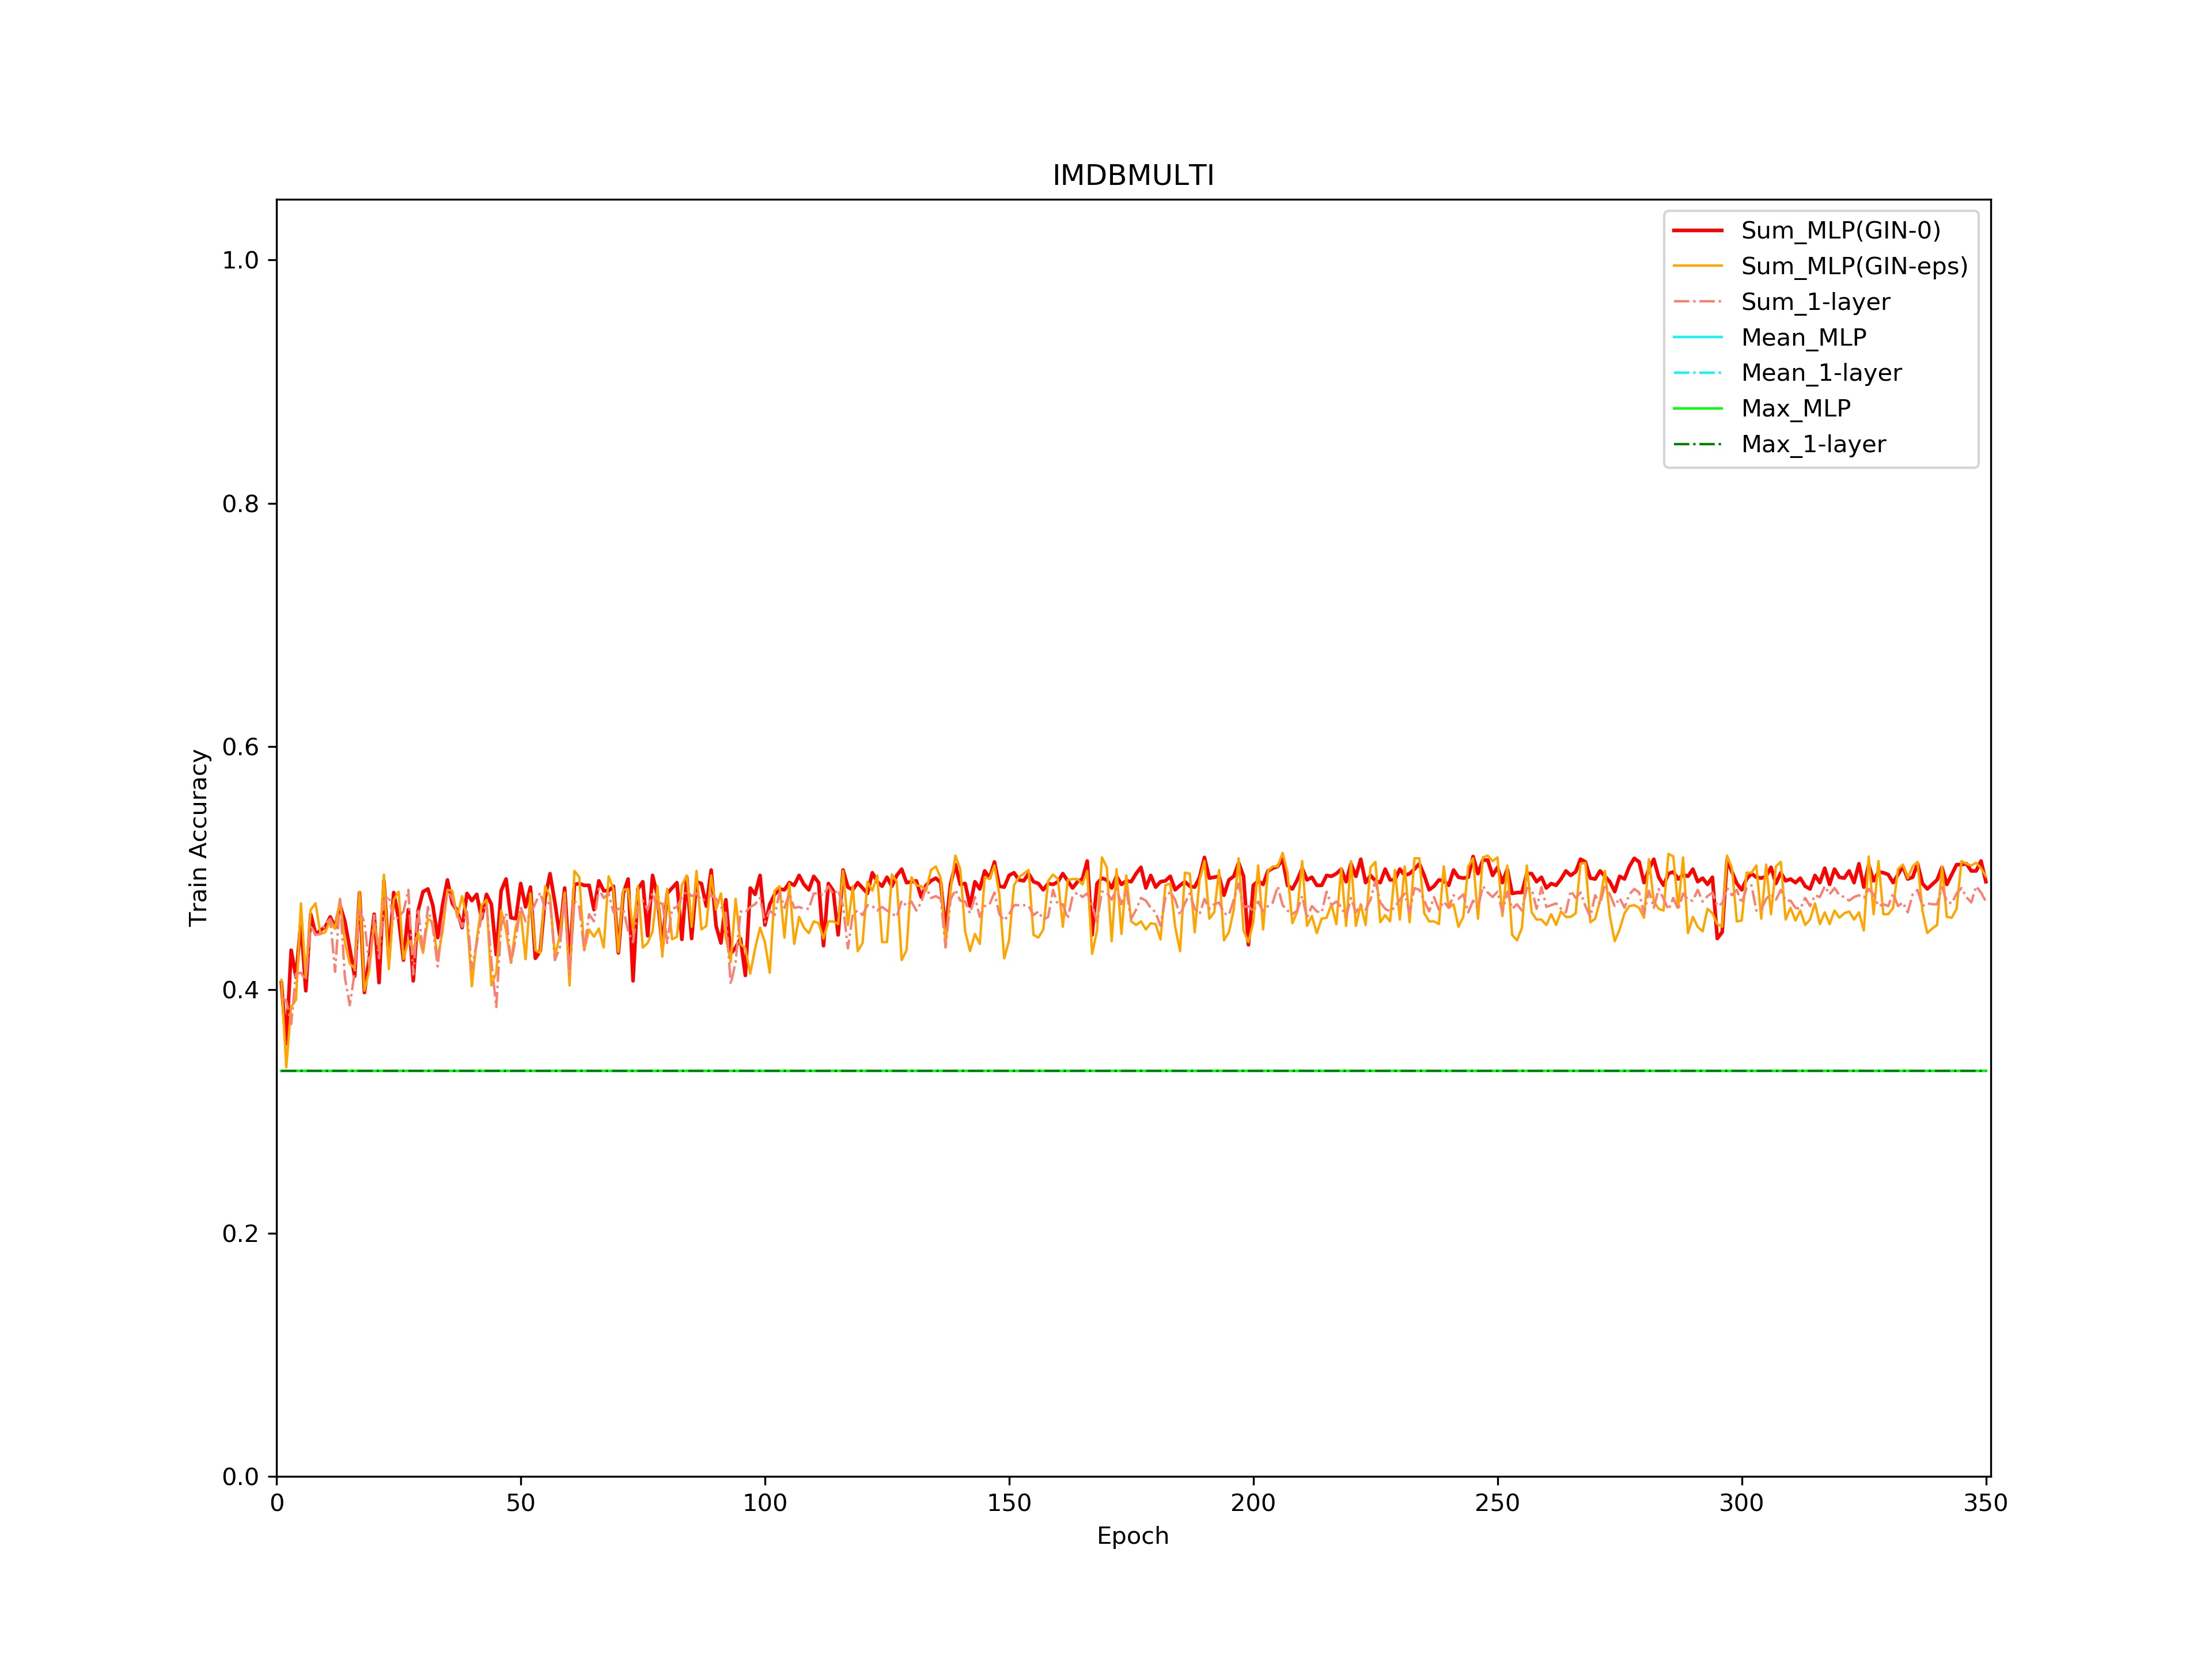 IMDBMULTI
Sum_MLP(GIN-0)
Sum_MLP(GIN-eps)
Sum_1-layer
Mean_MLP
Mean_1-layer
Max_MLP
Max_1-layer
1.0
0.8
0.6
0.4
0.2
0.0
Train Accuracy
0 50 100 150 200 250 300 350
Epoch